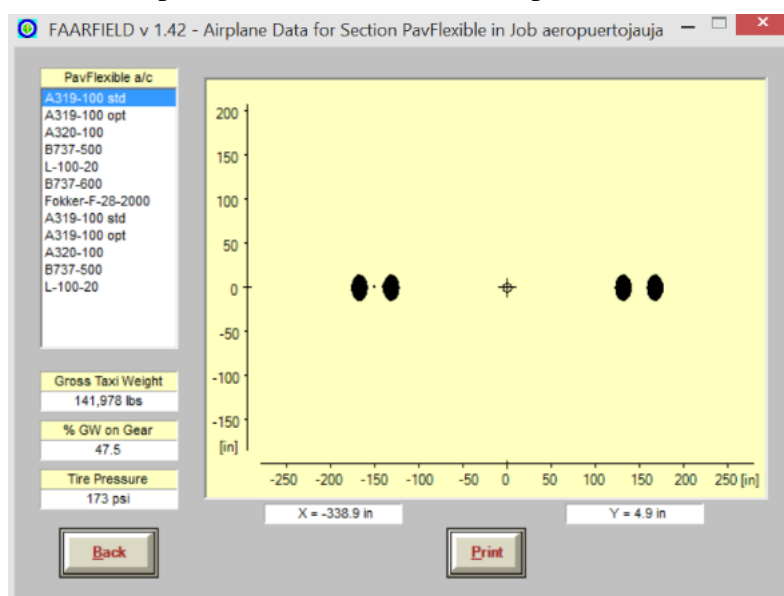 FAARFIELD v 1.42 - Airplane Data for Section PavFlexible in Job aeropuertojauja
PavFlexible a/c
A319-100 std
A319-100 opt
A320-100
B737-500
L-100-20
B737-600
Fokker-F-28-2000
A319-100 std
A319-100 opt
A320-100
B737-500
L-100-20
Gross Taxi Weight
141,978 lbs
% GW on Gear
47.5
Tire Pressure
173 psi
Back
200
150
100
50
0
-50
-100
-150
[in]
-250 -200 -150 -100 -50 0 50 100 150 200 250 [in]
X = -338.9 in
Y = 4.9 in
Print